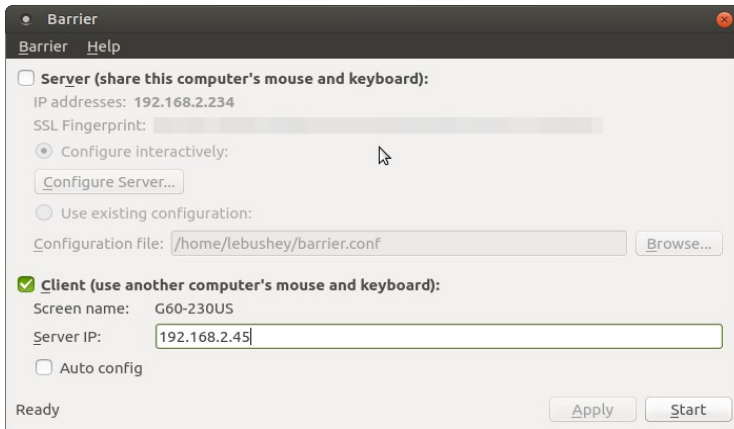 Barrier
Barrier Help
Server (share this computer's mouse and keyboard):
IP addresses: 192.168.2.234
SSL Fingerprint:
Configure interactively:
Configure Server...
Use existing configuration:
Configuration file: /home/lebushey/barrier.conf Browse...
Client (use another computer's mouse and keyboard):
Screen name: G60-230US
Server IP: 192.168.2.45
Auto config
Ready Apply Start